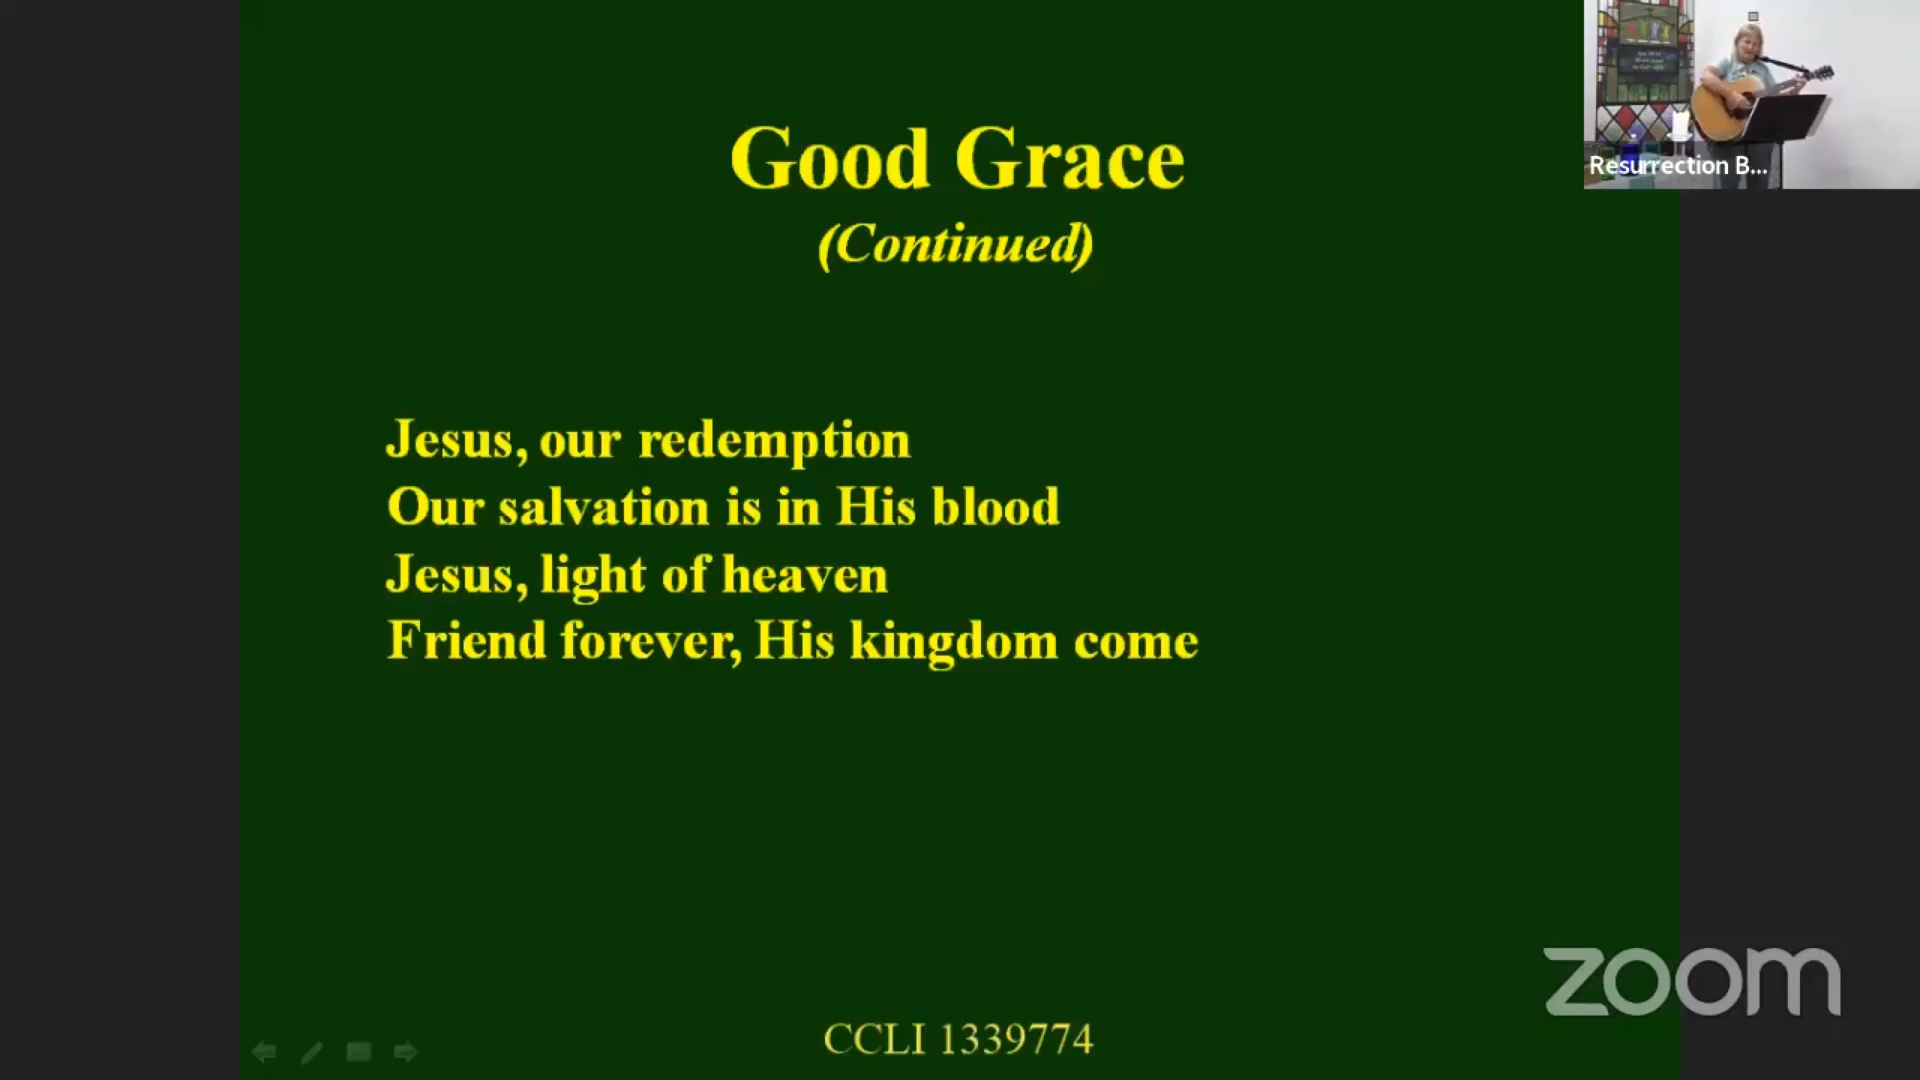 Good Grace
(Continued)
Resurrection B...
Jesus, our redemption
Our salvation is in His blood
Jesus, light of heaven
Friend forever, His kingdom come
zoom
CCLI 1339774